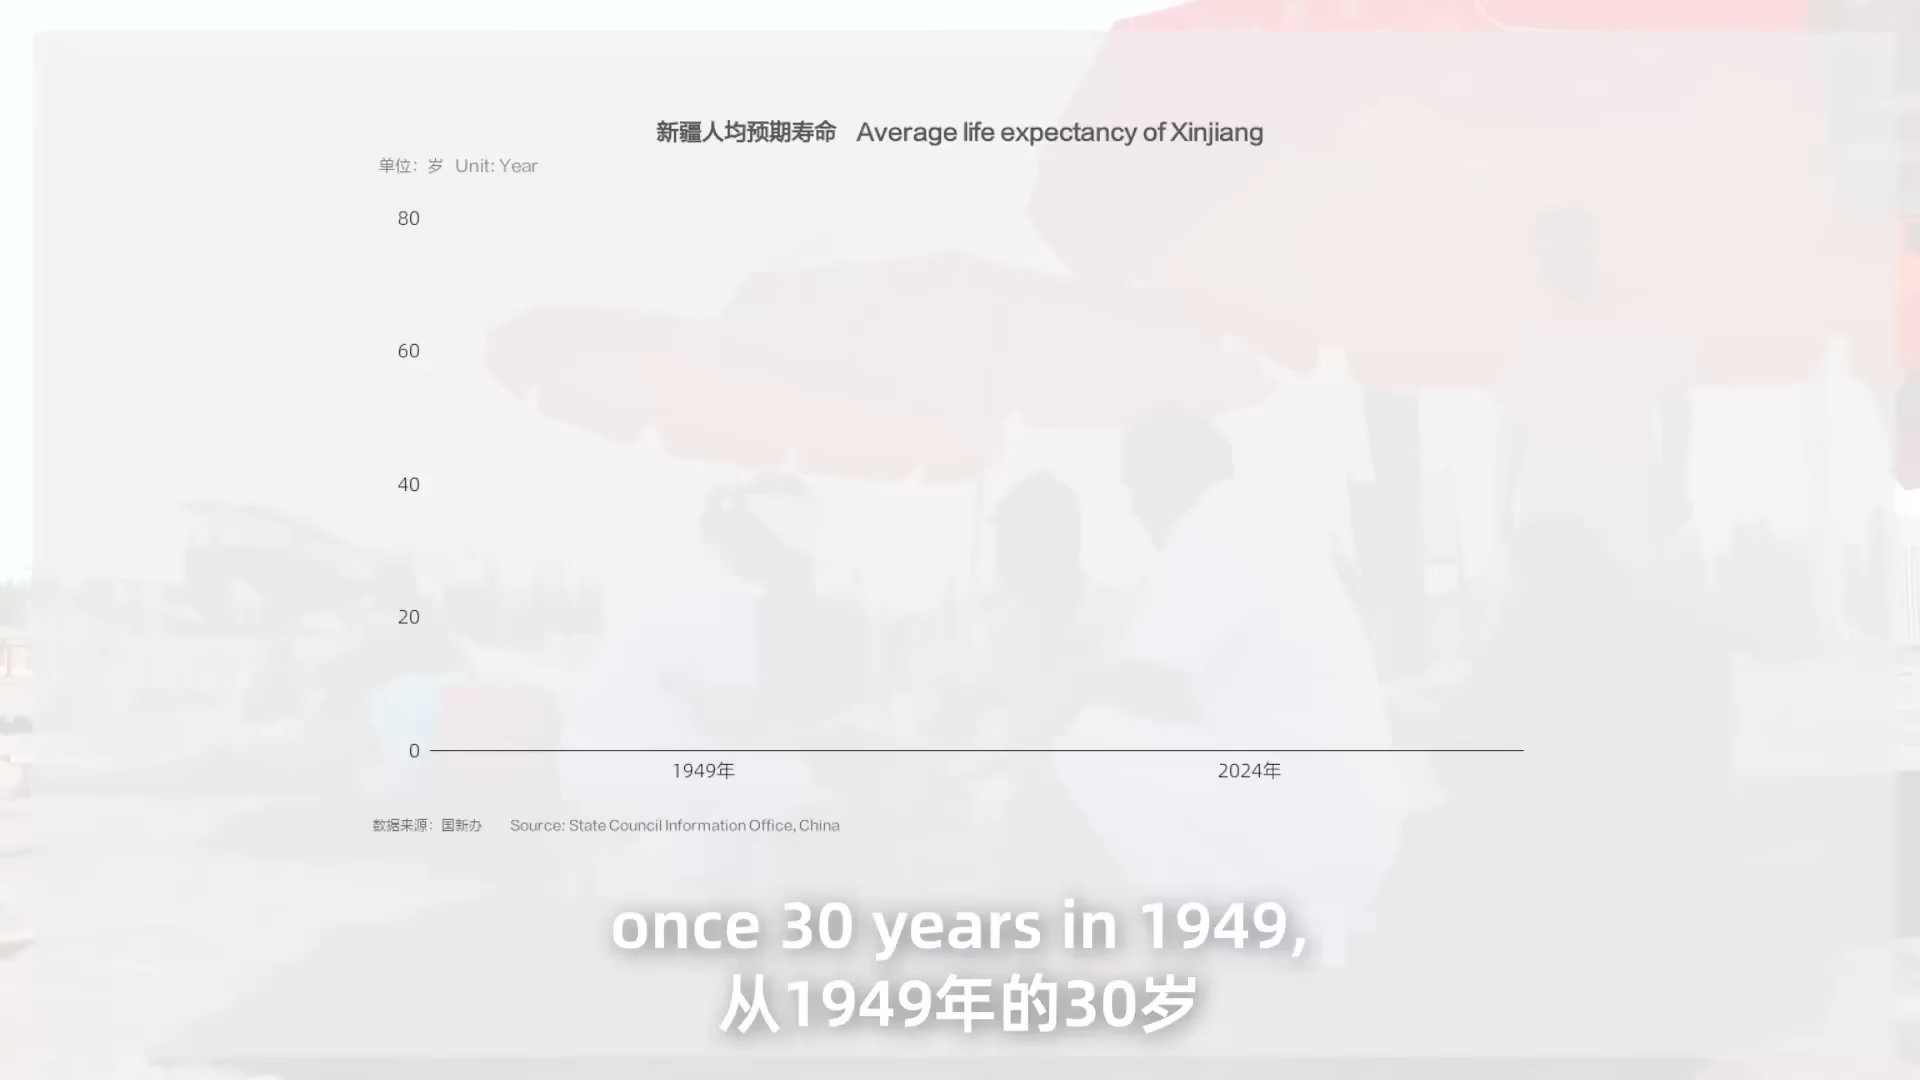 新疆人均预期寿命 Average life expectancy of Xinjiang
单位：岁 Unit: Year
80
60
40
20
0
1949年 2024年
数据来源：国新办 Source: State Council Information Office, China
once 30 years in 1949,
从1949年的30岁